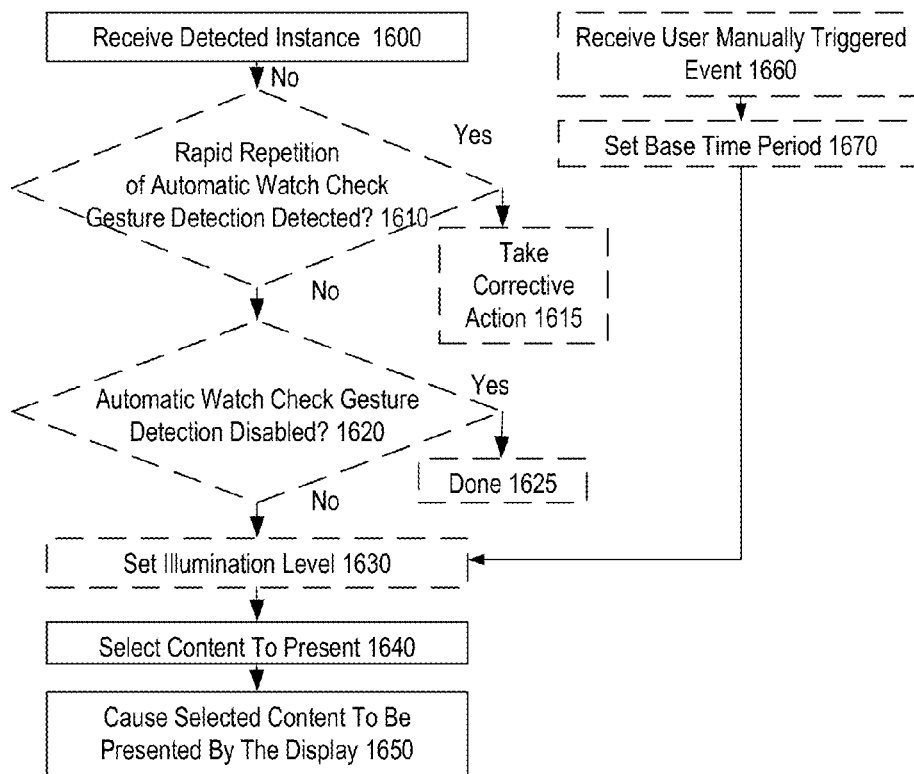 Receive Detected Instance 1600
No
Rapid Repetition
of Automatic Watch Check
Gesture Detection Detected? 1610
Yes
Take
Corrective
Action 1615
No
Automatic Watch Check Gesture
Detection Disabled? 1620
Yes
Done 1625
No
Set Illumination Level 1630
Select Content To Present 1640
Cause Selected Content To Be
Presented By The Display 1650
Receive User Manually Triggered
Event 1660
Set Base Time Period 1670